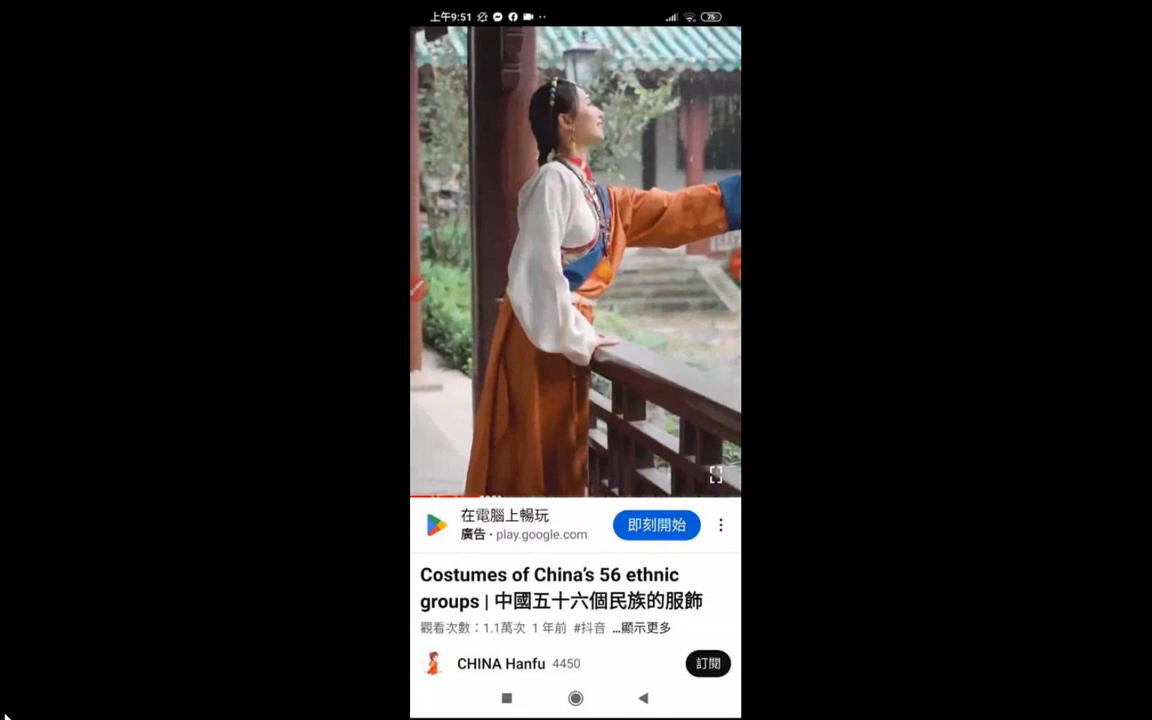 上午9:51
75
在電腦上暢玩
廣告 · play.google.com
即刻開始
Costumes of China’s 56 ethnic
groups | 中國五十六個民族的服飾
觀看次數：1.1萬次 1 年前 #抖音 ...顯示更多
CHINA Hanfu 4450
訂閱